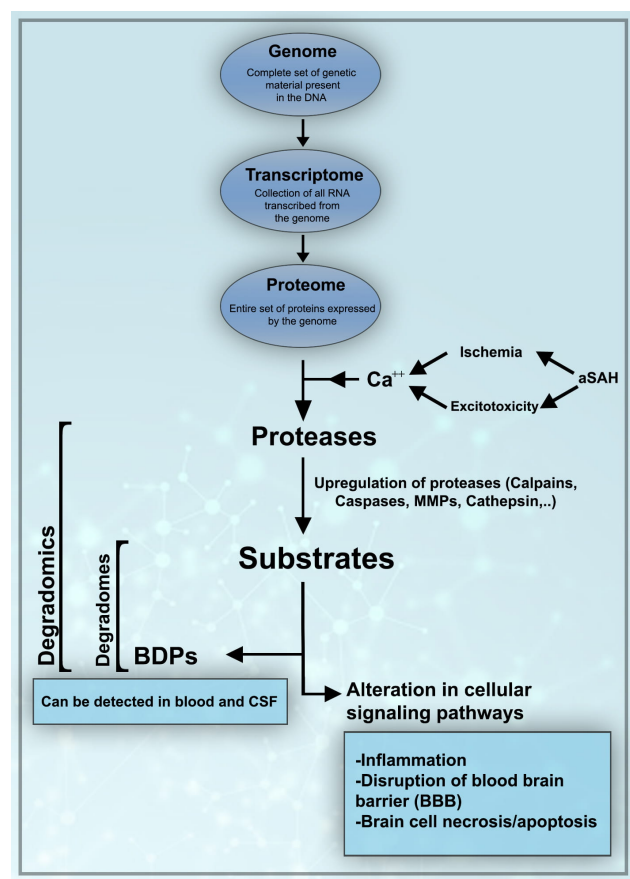 Genome
Complete set of genetic
material present
in the DNA
Transcriptome
Collection of all RNA
transcribed from
the genome
Proteome
Entire set of proteins expressed
by the genome
Ischemia
Ca++
aSAH
Excitotoxicity
Proteases
Upregulation of proteases (Calpains,
Caspases, MMPs, Cathepsin,..)
Substrates
Degradomics
Degradomes
BDPs
Can be detected in blood and CSF
Alteration in cellular
signaling pathways
-Inflammation
-Disruption of blood brain
barrier (BBB)
-Brain cell necrosis/apoptosis